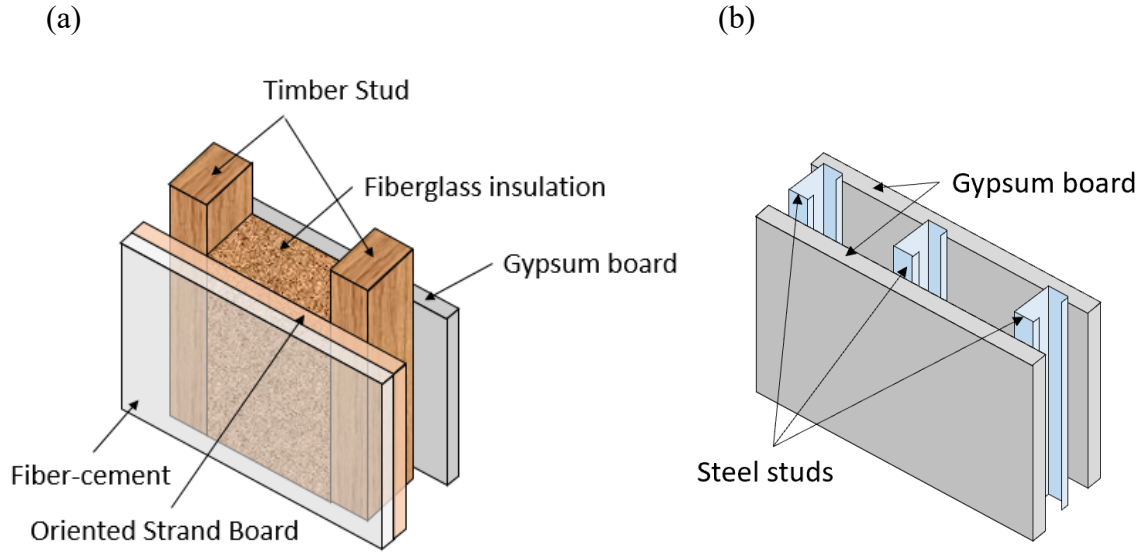 (a)
Timber Stud
Fiberglass insulation
Gypsum board
Fiber-cement
Oriented Strand Board
(b)
Gypsum board
Steel studs